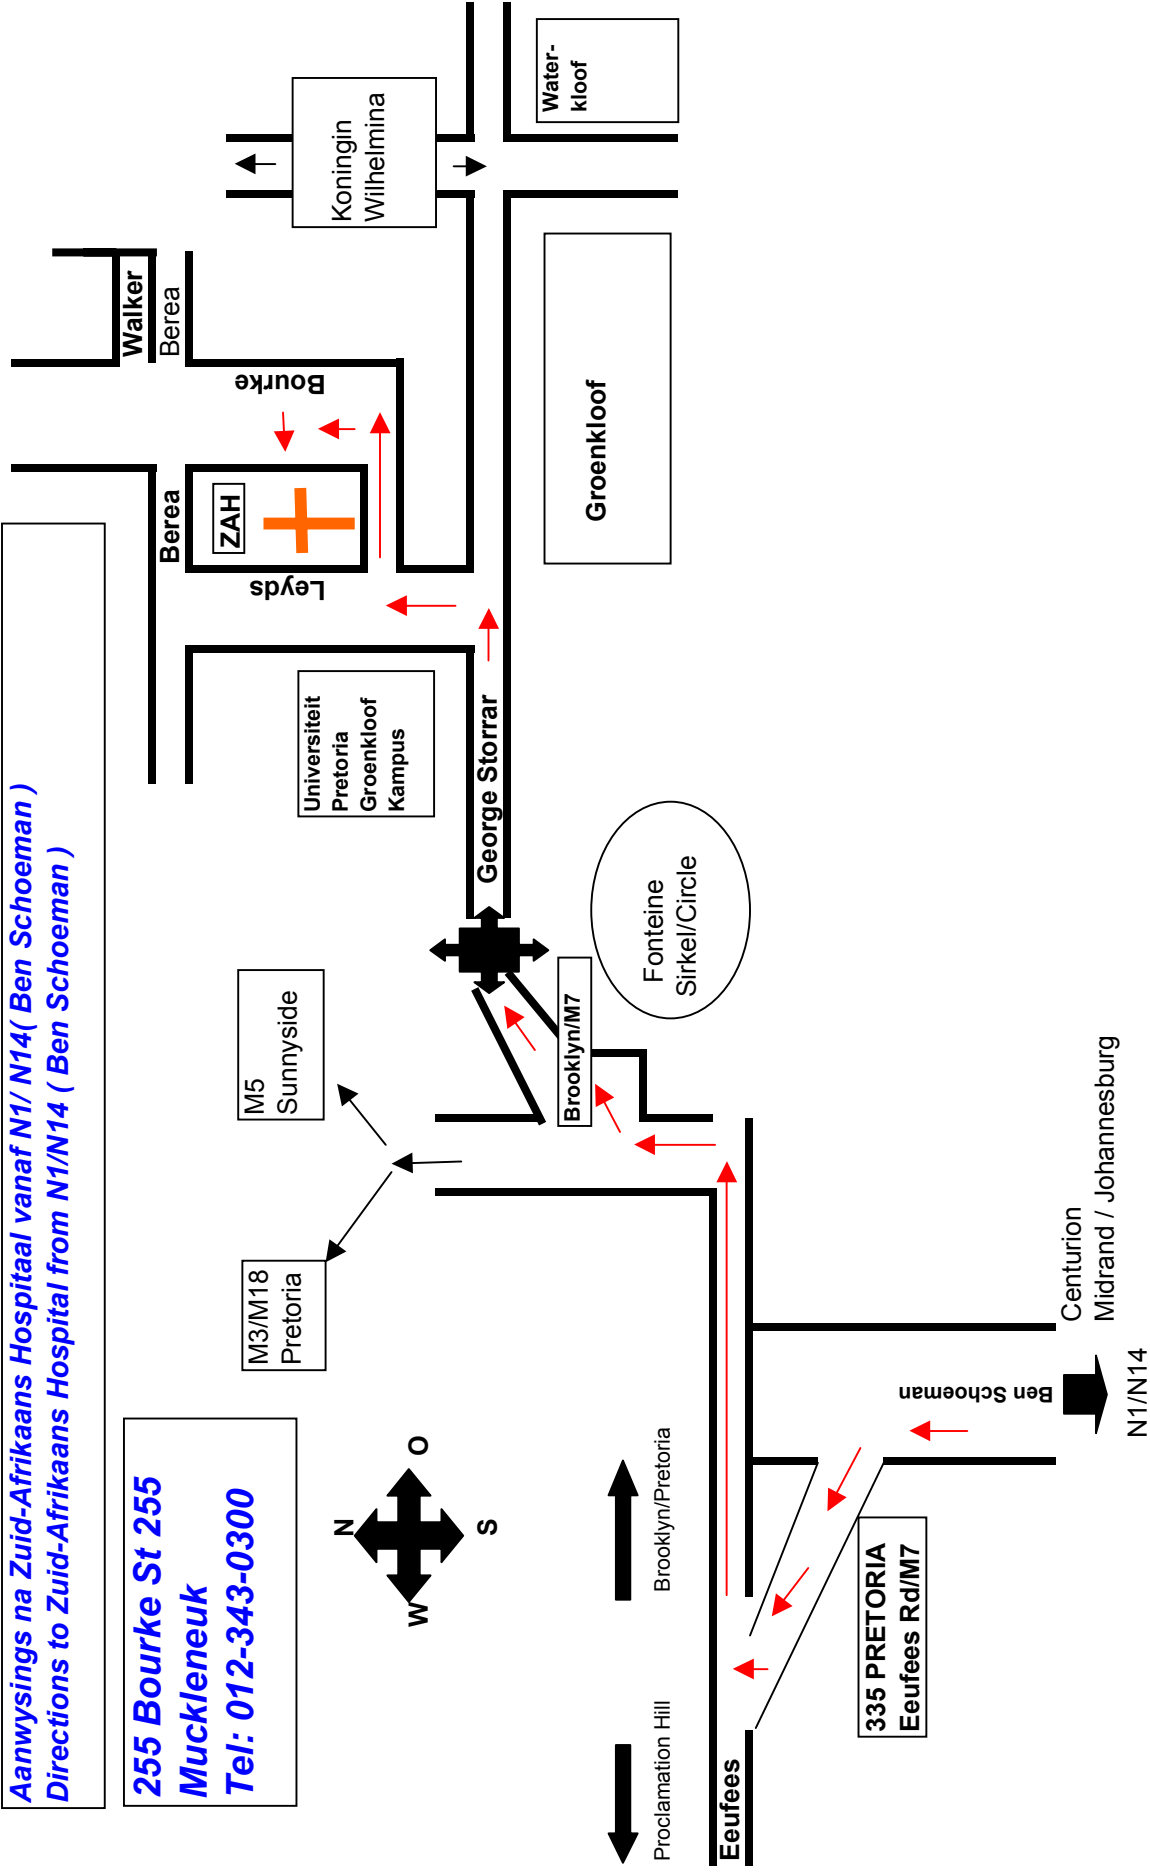 Aanwysings na Zuid-Afrikaans Hospitaal vanaf N1/ N14( Ben Schoeman )
Directions to Zuid-Afrikaans Hospital from N1/N14 ( Ben Schoeman )
255 Bourke St 255
Muckleneuk
Tel: 012-343-0300
N
W
O
S
M3/M18
Pretoria
M5
Sunnyside
Universiteit
Pretoria
Groenkloof
Kampus
Berea
ZAH
Leyds
Bourke
Walker
Berea
Koningin
Wilhelmina
Water-
kloof
Groenkloof
George Storrar
Fonteine
Sirkel/Circle
Brooklyn/M7
Proclamation Hill
Brooklyn/Pretoria
Eeufees
335 PRETORIA
Eeufees Rd/M7
Ben Schoeman
Centurion
Midrand / Johannesburg
N1/N14